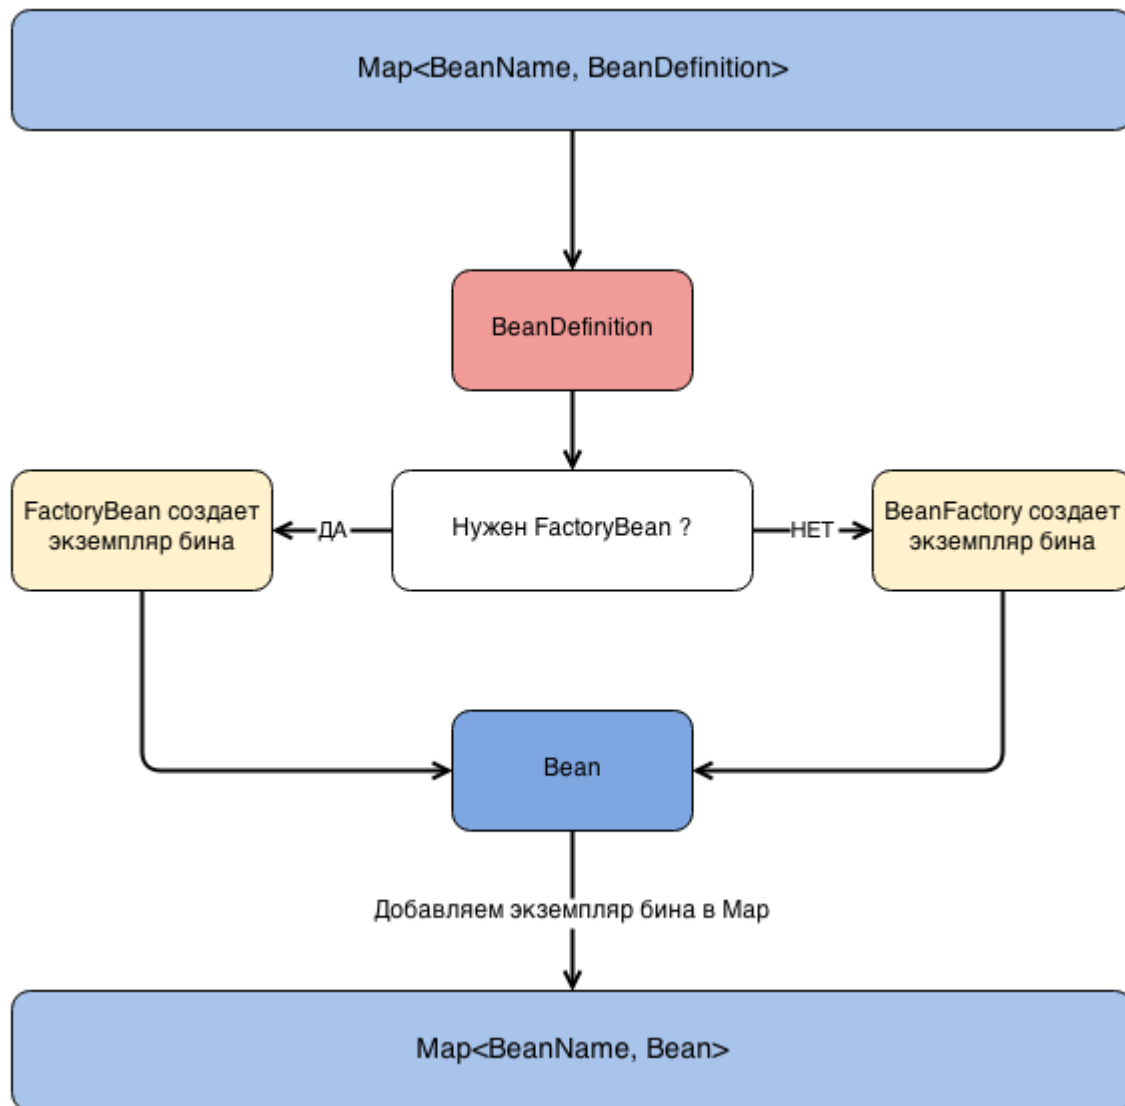 Map<BeanName, BeanDefinition>
BeanDefinition
FactoryBean создает
экземпляр бина
ДА
Нужен FactoryBean ?
НЕТ
BeanFactory создает
экземпляр бина
Bean
Добавляем экземпляр бина в Map
Map<BeanName, Bean>